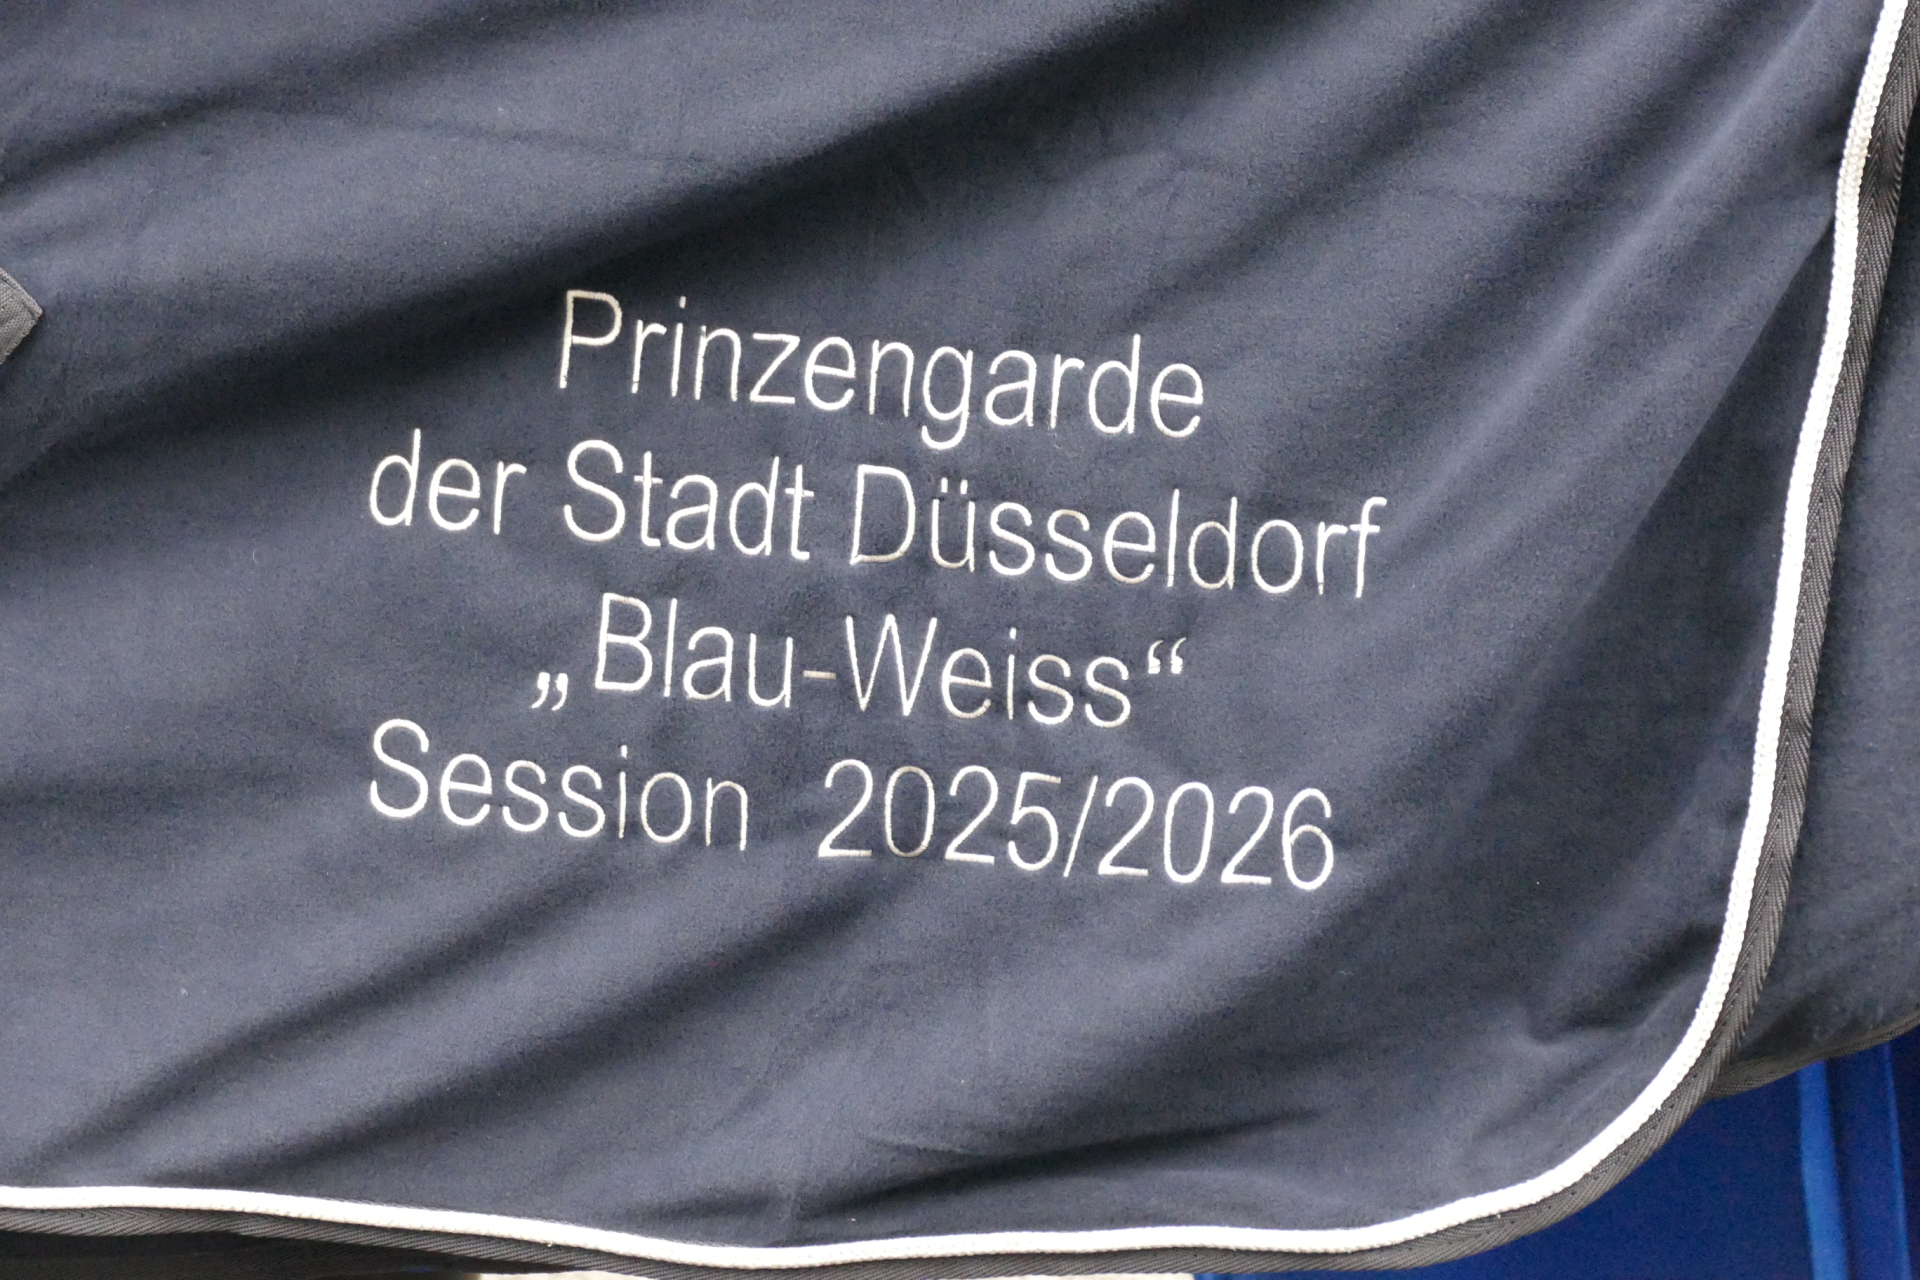 Prinzengarde
der Stadt Düsseldorf
„Blau-Weiss“
Session 2025/2026